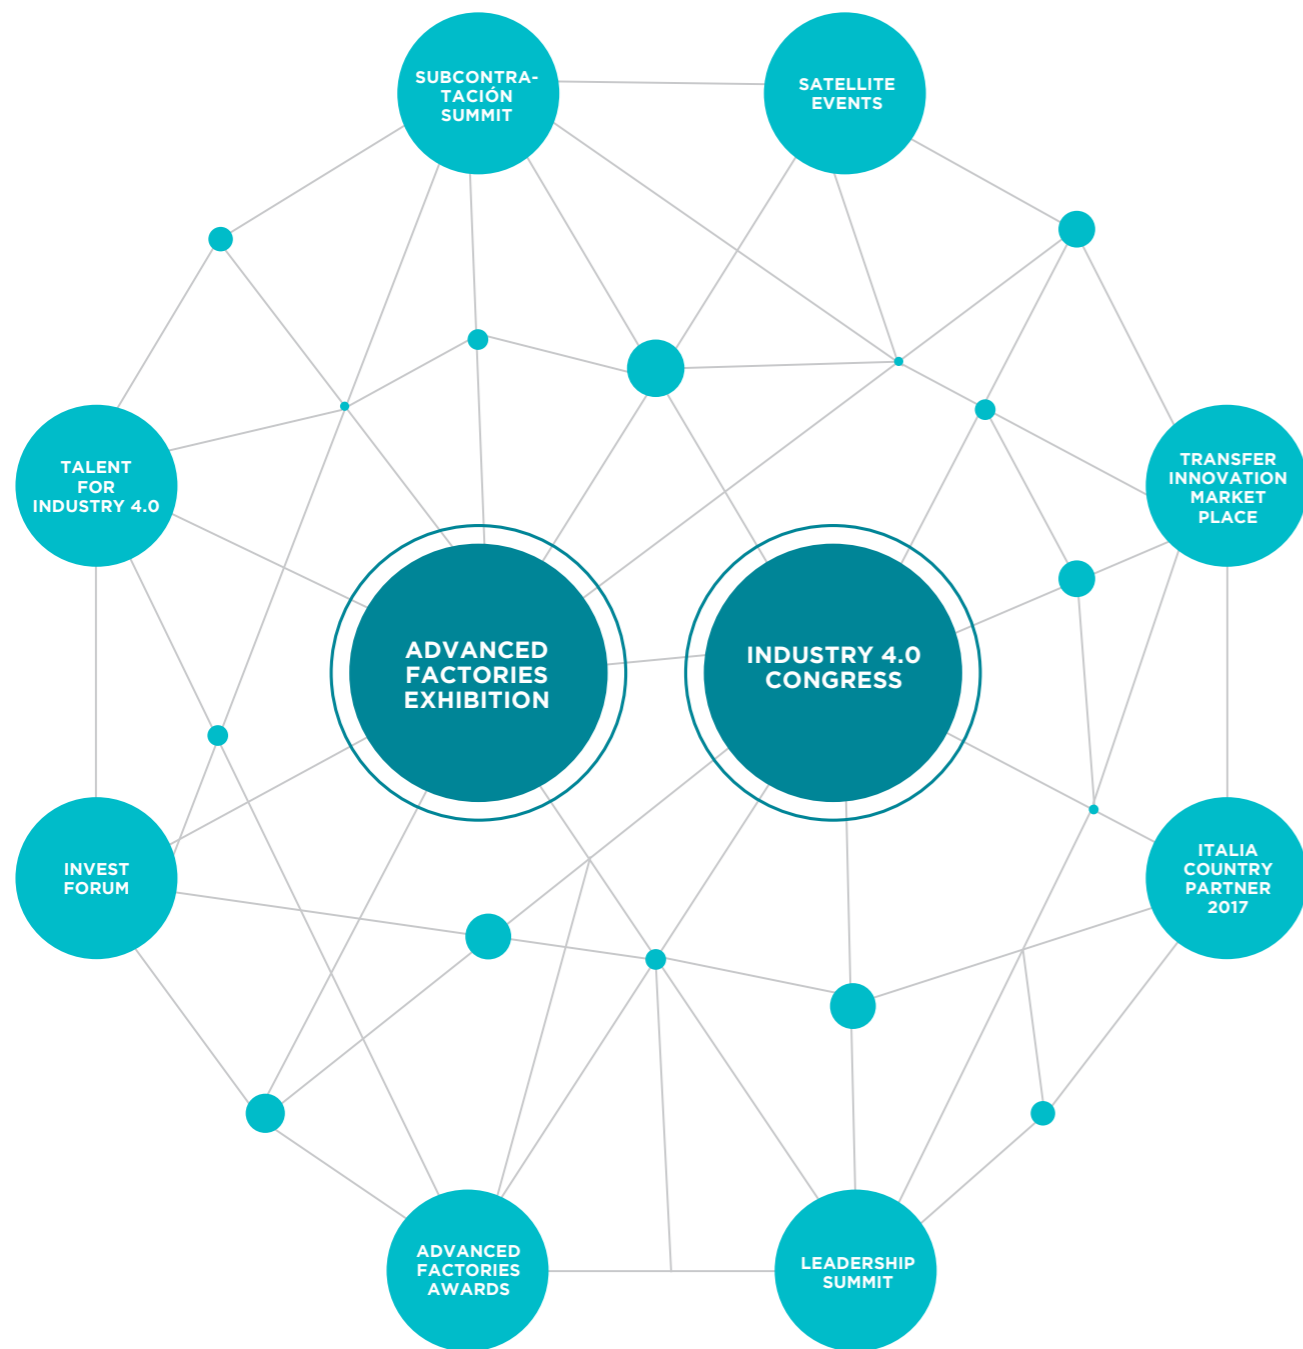 SUBCONTRA-
TACIÓN
SUMMIT
SATELLITE
EVENTS
TALENT
FOR
INDUSTRY 4.0
TRANSFER
INNOVATION
MARKET
PLACE
ADVANCED
FACTORIES
EXHIBITION
INDUSTRY 4.0
CONGRESS
INVEST
FORUM
ITALIA
COUNTRY
PARTNER
2017
ADVANCED
FACTORIES
AWARDS
LEADERSHIP
SUMMIT